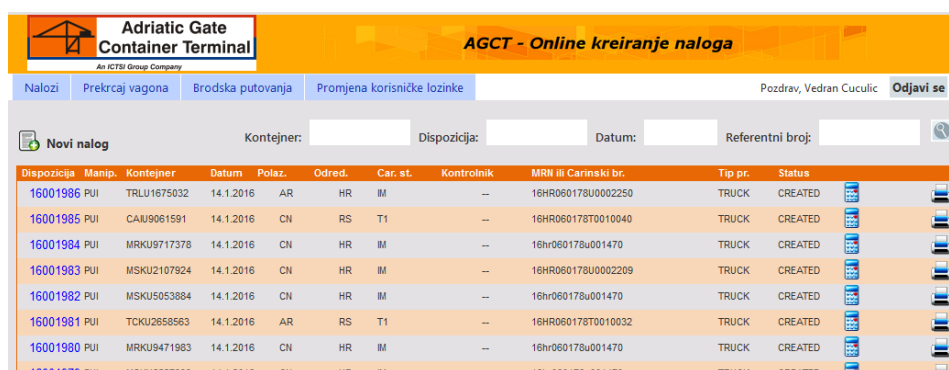 Adriatic Gate
Container Terminal
An ICTSI Group Company
AGCT - Online kreiranje naloga
Nalozi Prekrcaj vagona Brodska putovanja Promjena korisničke lozinke Pozdrav, Vedran Cuculic Odjavi se
Novi nalog Kontejner: Dispozicija: Datum: Referentni broj:
Dispozicija Manip. Kontejner Datum Polaz. Odred. Car. st. Kontrolnik MRN ili Carinski br. Tip pr. Status
16001986 PUI TRLU1675032 14.1.2016 AR HR IM -- 16HR060178U0002250 TRUCK CREATED
16001985 PUI CAIU9061591 14.1.2016 CN RS T1 -- 16HR060178T0010040 TRUCK CREATED
16001984 PUI MRKU9717378 14.1.2016 CN HR IM -- 16hr060178u001470 TRUCK CREATED
16001983 PUI MSKU2107924 14.1.2016 CN HR IM -- 16HR060178U0002209 TRUCK CREATED
16001982 PUI MSKU5053884 14.1.2016 CN HR IM -- 16hr060178u001470 TRUCK CREATED
16001981 PUI TCKU2658563 14.1.2016 AR RS T1 -- 16HR060178T0010032 TRUCK CREATED
16001980 PUI MRKU9471983 14.1.2016 CN HR IM -- 16hr060178u001470 TRUCK CREATED